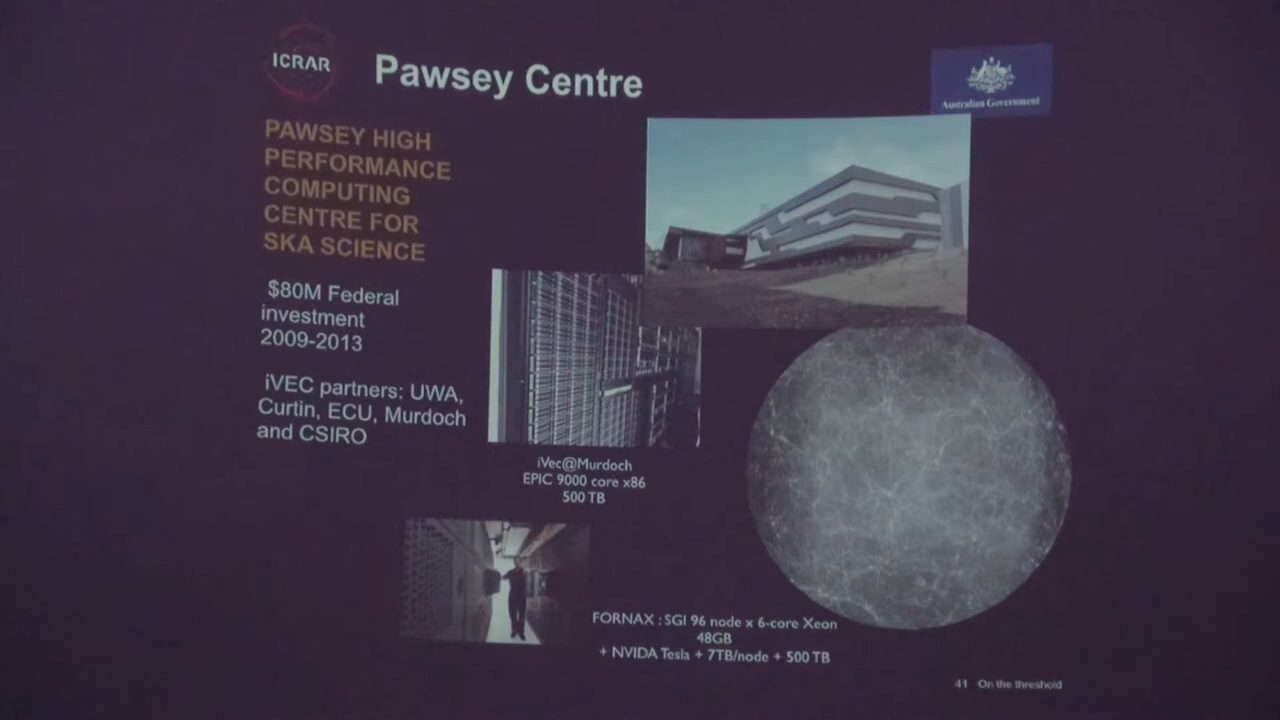 ICRAR
Pawsey Centre
Australian Government
PAWSEY HIGH
PERFORMANCE
COMPUTING
CENTRE FOR
SKA SCIENCE
$80M Federal
investment
2009-2013
iVEC partners: UWA,
Curtin, ECU, Murdoch
and CSIRO
iVec@Murdoch
EPIC 9000 core x86
500 TB
FORNAX : SGI 96 node x 6-core Xeon
48GB
+ NVIDA Tesla + 7TB/node + 500 TB
41 On the threshold